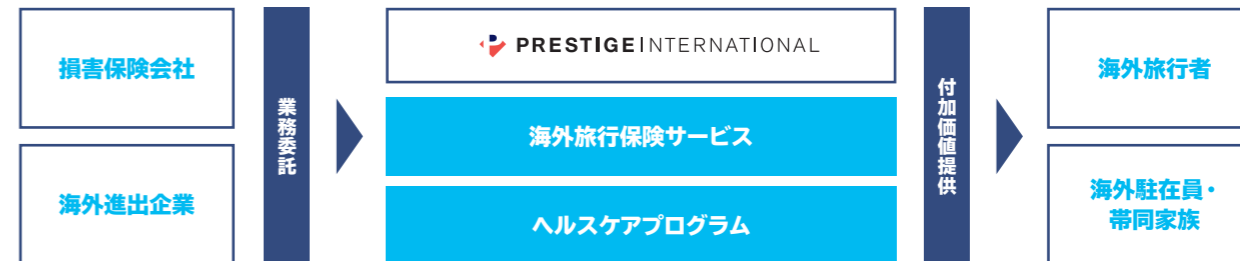 損害保険会社
海外進出企業
業務委託
PRESTIGE INTERNATIONAL
海外旅行保険サービス
ヘルスケアプログラム
付加価値提供
海外旅行者
海外駐在員・
帯同家族